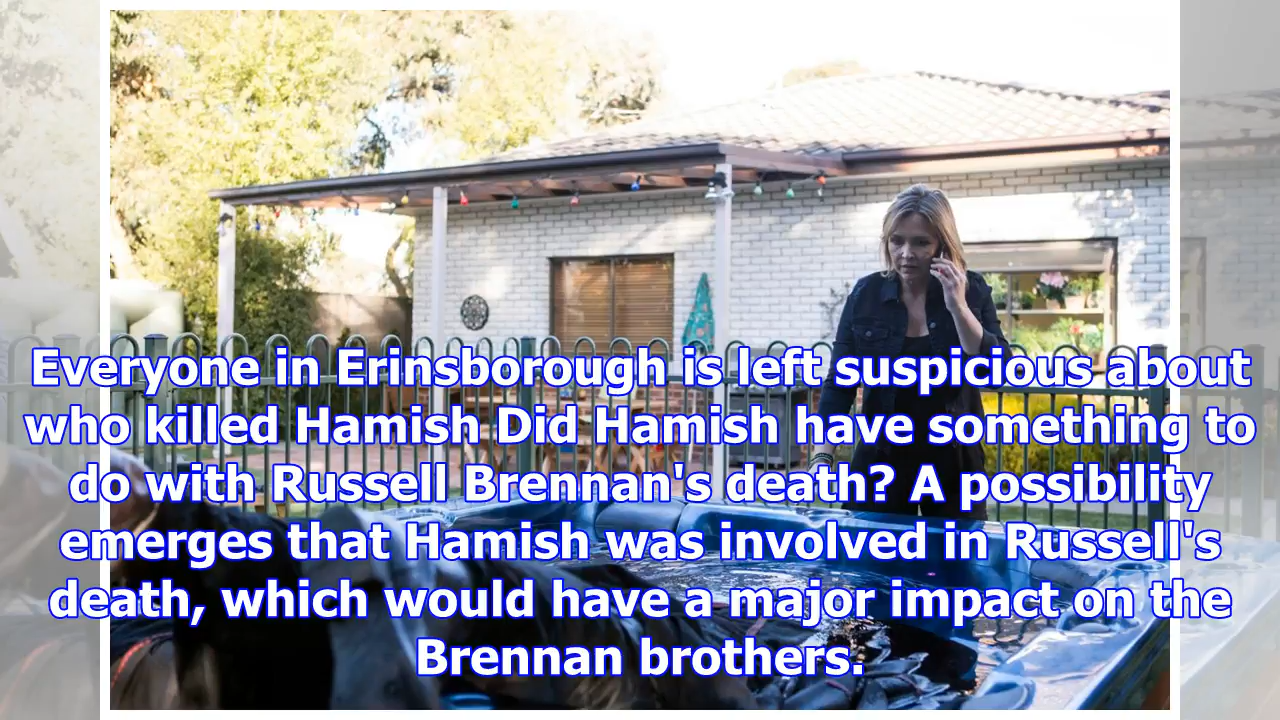 Everyone in Erinsborough is left suspicious about
who killed Hamish Did Hamish have something to
do with Russell Brennan's death? A possibility
emerges that Hamish was involved in Russell's
death, which would have a major impact on the
Brennan brothers.